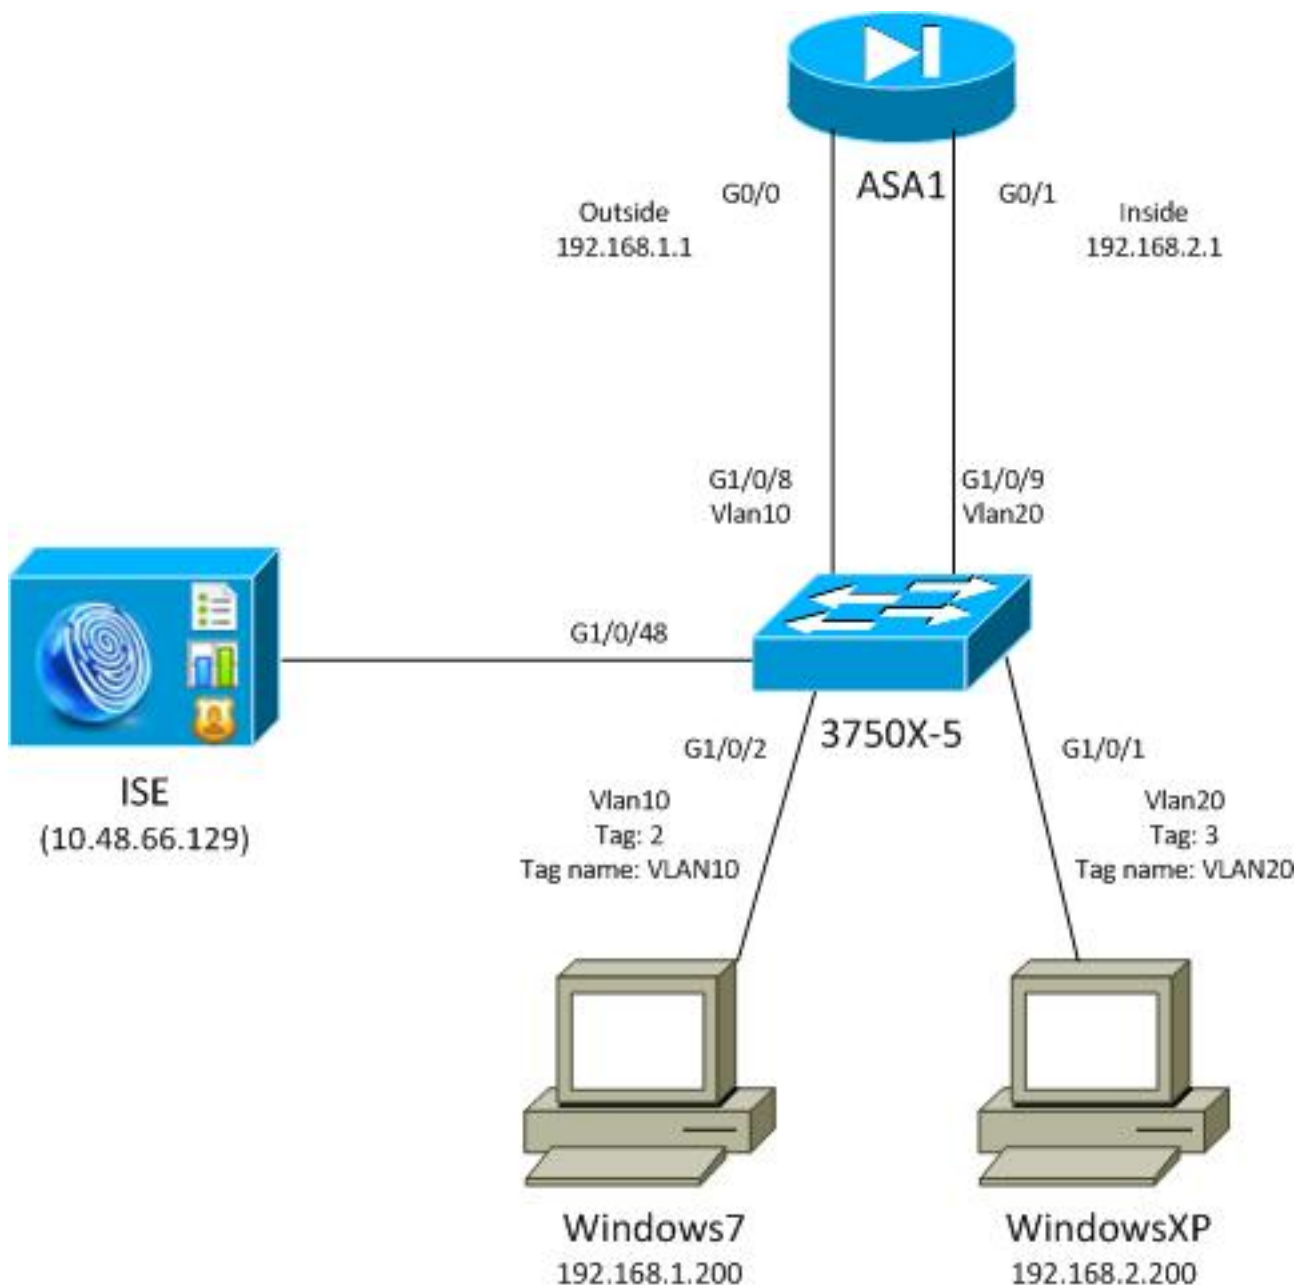 ASA1
G0/0
G0/1
Outside
192.168.1.1
Inside
192.168.2.1
G1/0/8
Vlan10
G1/0/9
Vlan20
G1/0/48
3750X-5
ISE
(10.48.66.129)
G1/0/2
Vlan10
Tag: 2
Tag name: VLAN10
G1/0/1
Vlan20
Tag: 3
Tag name: VLAN20
Windows7
192.168.1.200
WindowsXP
192.168.2.200